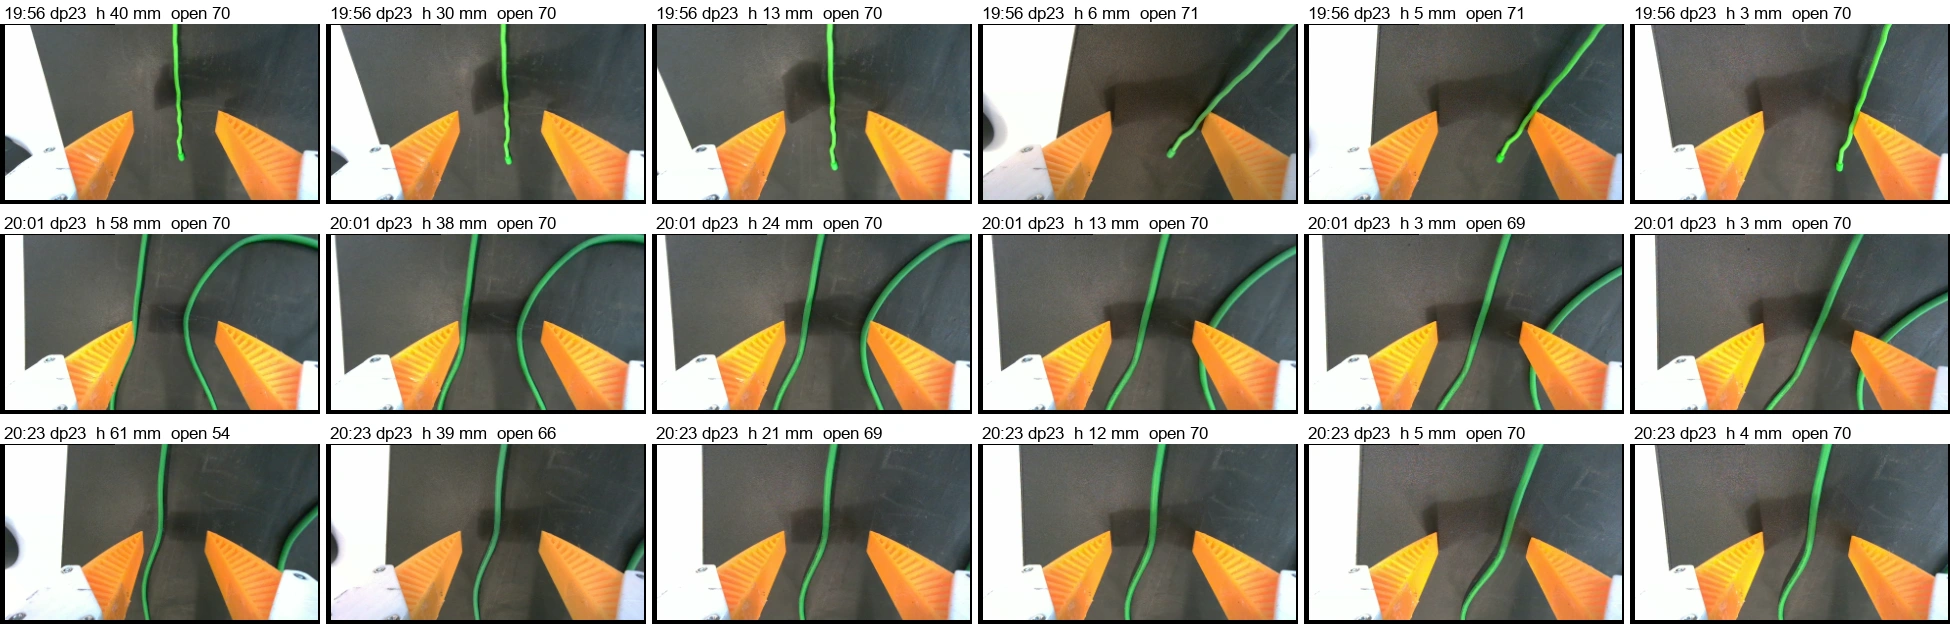 19:56 dp23 h 40 mm open 70
19:56 dp23 h 30 mm open 70
19:56 dp23 h 13 mm open 70
19:56 dp23 h 6 mm open 71
19:56 dp23 h 5 mm open 71
19:56 dp23 h 3 mm open 70
20:01 dp23 h 58 mm open 70
20:01 dp23 h 38 mm open 70
20:01 dp23 h 24 mm open 70
20:01 dp23 h 13 mm open 70
20:01 dp23 h 3 mm open 69
20:01 dp23 h 3 mm open 70
20:23 dp23 h 61 mm open 54
20:23 dp23 h 39 mm open 66
20:23 dp23 h 21 mm open 69
20:23 dp23 h 12 mm open 70
20:23 dp23 h 5 mm open 70
20:23 dp23 h 4 mm open 70